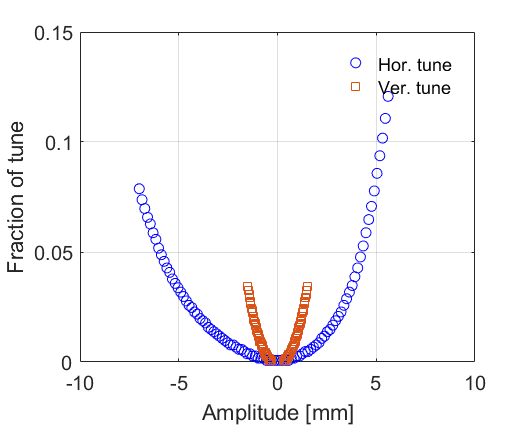 0.15
Hor. tune
Ver. tune
0.1
Fraction of tune
0.05
0
-10
-5
0
5
10
Amplitude [mm]